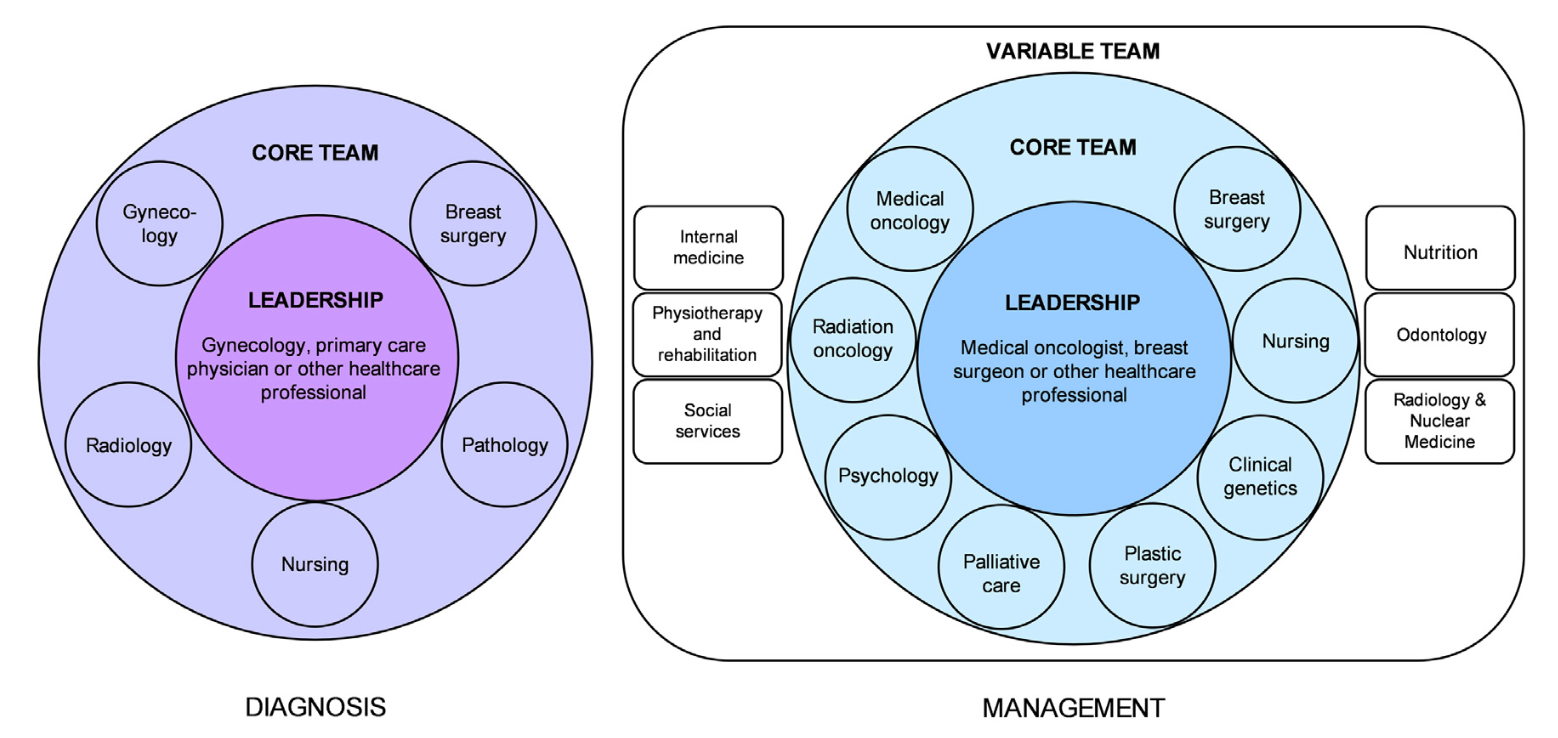 CORE TEAM
Gyneco-
logy
Breast
surgery
LEADERSHIP
Gynecology, primary care
physician or other healthcare
professional
Radiology
Pathology
Nursing
DIAGNOSIS
VARIABLE TEAM
CORE TEAM
Medical
oncology
Breast
surgery
Internal
medicine
Physiotherapy
and
rehabilitation
Social
services
Radiation
oncology
LEADERSHIP
Medical oncologist, breast
surgeon or other healthcare
professional
Nursing
Psychology
Clinical
genetics
Palliative
care
Plastic
surgery
Nutrition
Odontology
Radiology &
Nuclear
Medicine
MANAGEMENT